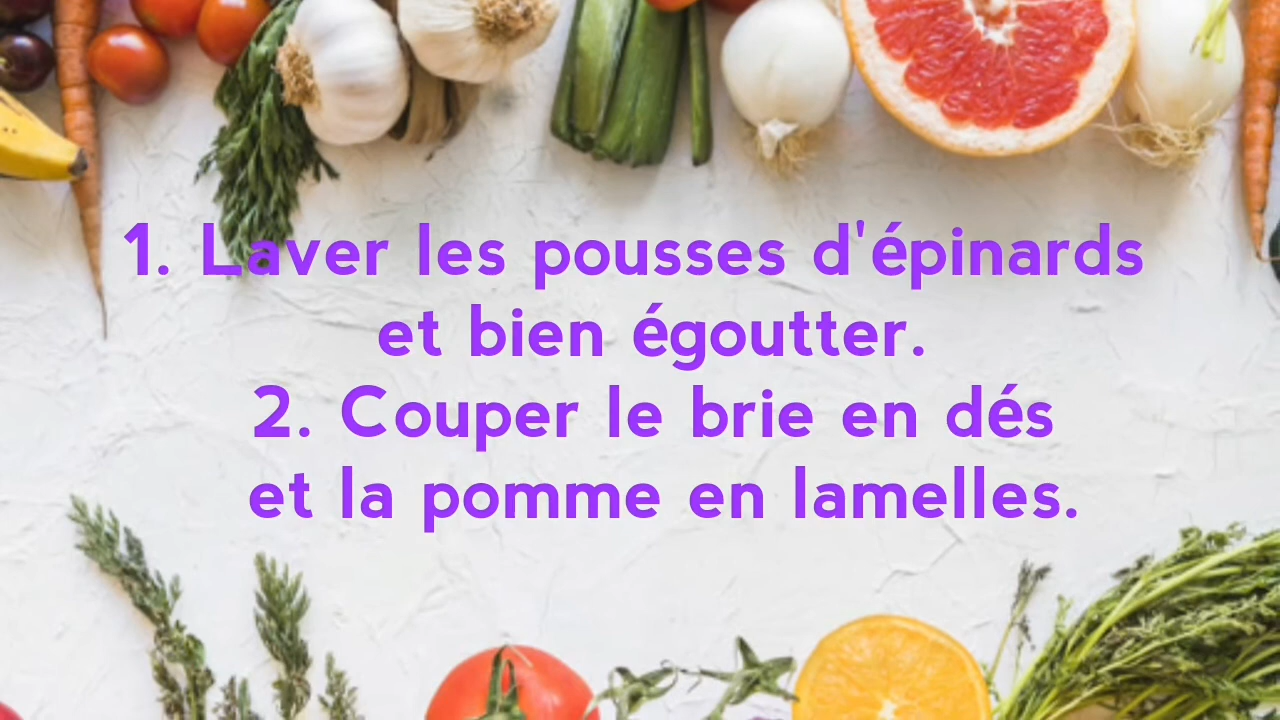 1. Laver les pousses d'épinards
et bien égoutter.
2. Couper le brie en dés
et la pomme en lamelles.